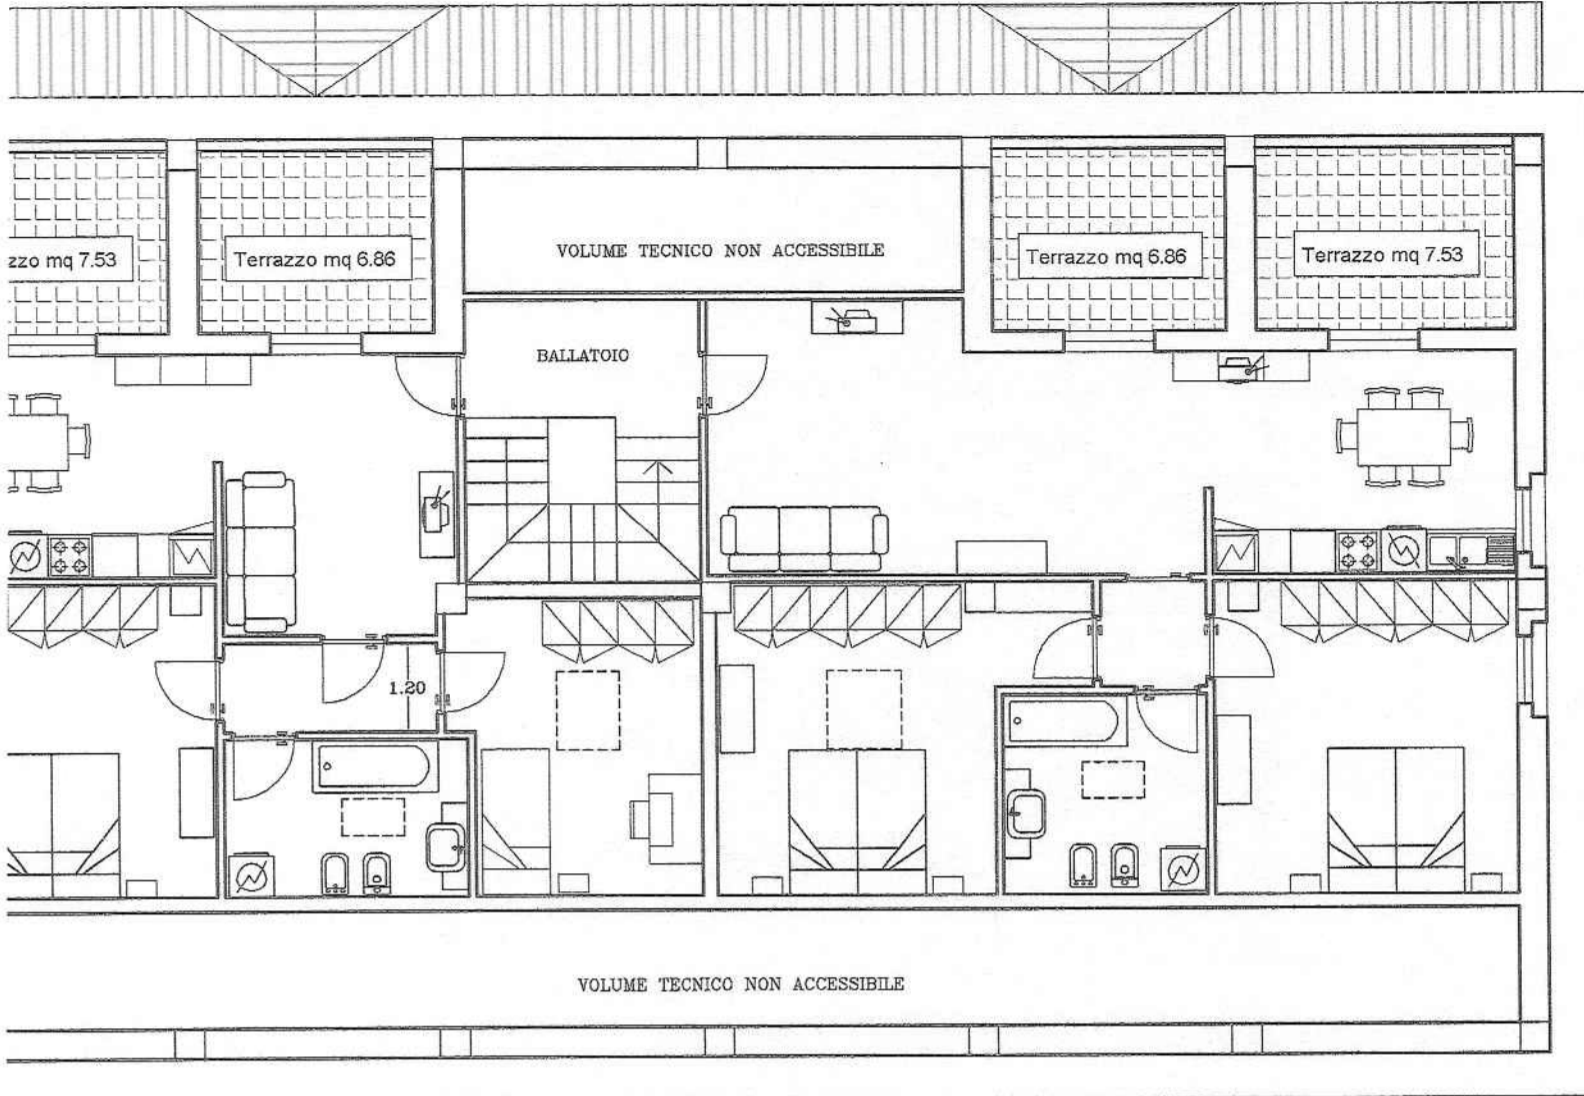 VOLUME TECNICO NON ACCESSIBILE
zzo mq 7.53
Terrazzo mq 6.86
Terrazzo mq 6.86
Terrazzo mq 7.53
BALLATOIO
1.20
VOLUME TECNICO NON ACCESSIBILE